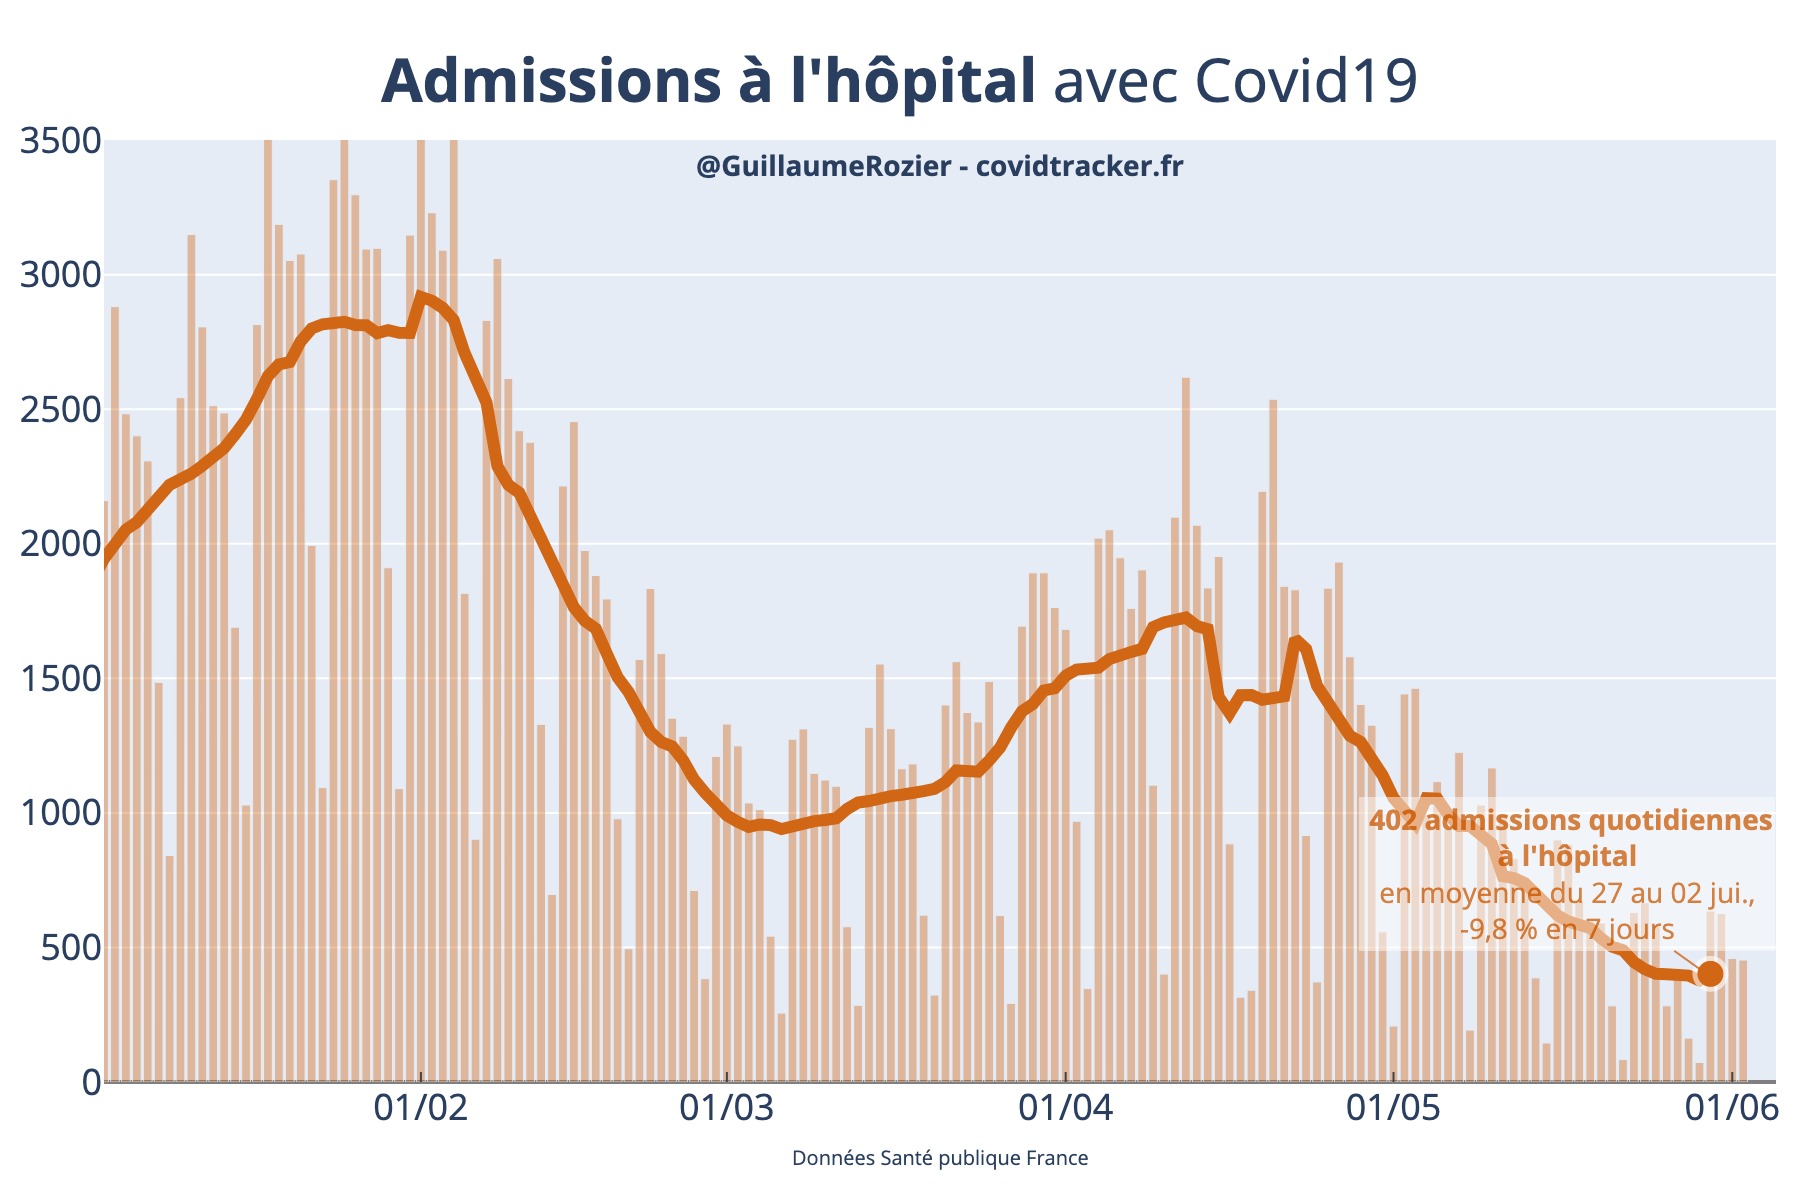 Admissions à l'hôpital avec Covid19
@GuillaumeRozier - covidtracker.fr
3500
3000
2500
2000
1500
1000
500
0
402 admissions quotidiennes
à l'hôpital
en moyenne du 27 au 02 jui.,
-9,8 % en 7 jours
01/02 01/03 01/04 01/05 01/06
Données Santé publique France